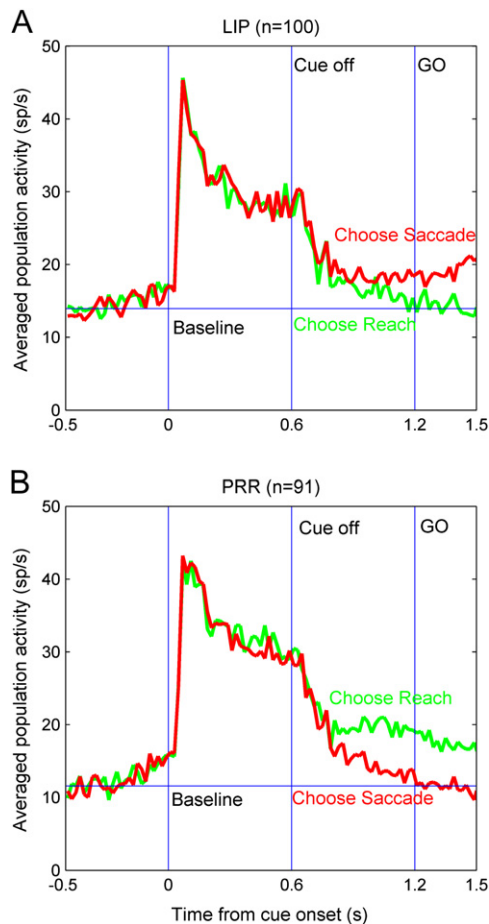 A
LIP (n=100)
Averaged population activity (sp/s)
50
40
30
20
10
0
Cue off
GO
Choose Saccade
Baseline
Choose Reach
-0.5
0
0.6
1.2
1.5
B
PRR (n=91)
Averaged population activity (sp/s)
50
40
30
20
10
0
Cue off
GO
Choose Reach
Baseline
Choose Saccade
-0.5
0
0.6
1.2
1.5
Time from cue onset (s)